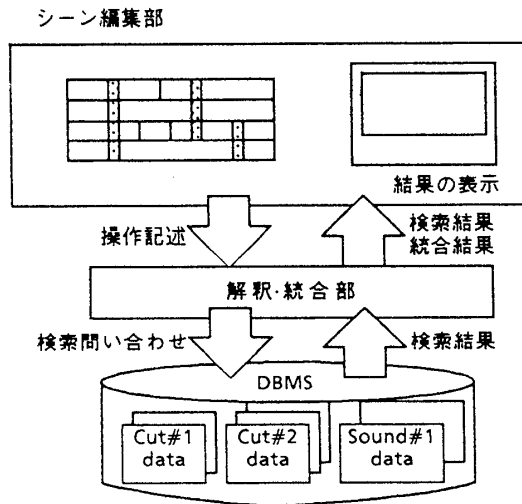 シーン編集部
結果の表示
操作記述
検索結果
統合結果
解釈・統合部
検索問い合わせ
検索結果
DBMS
Cut#1
data
Cut#2
data
Sound#1
data